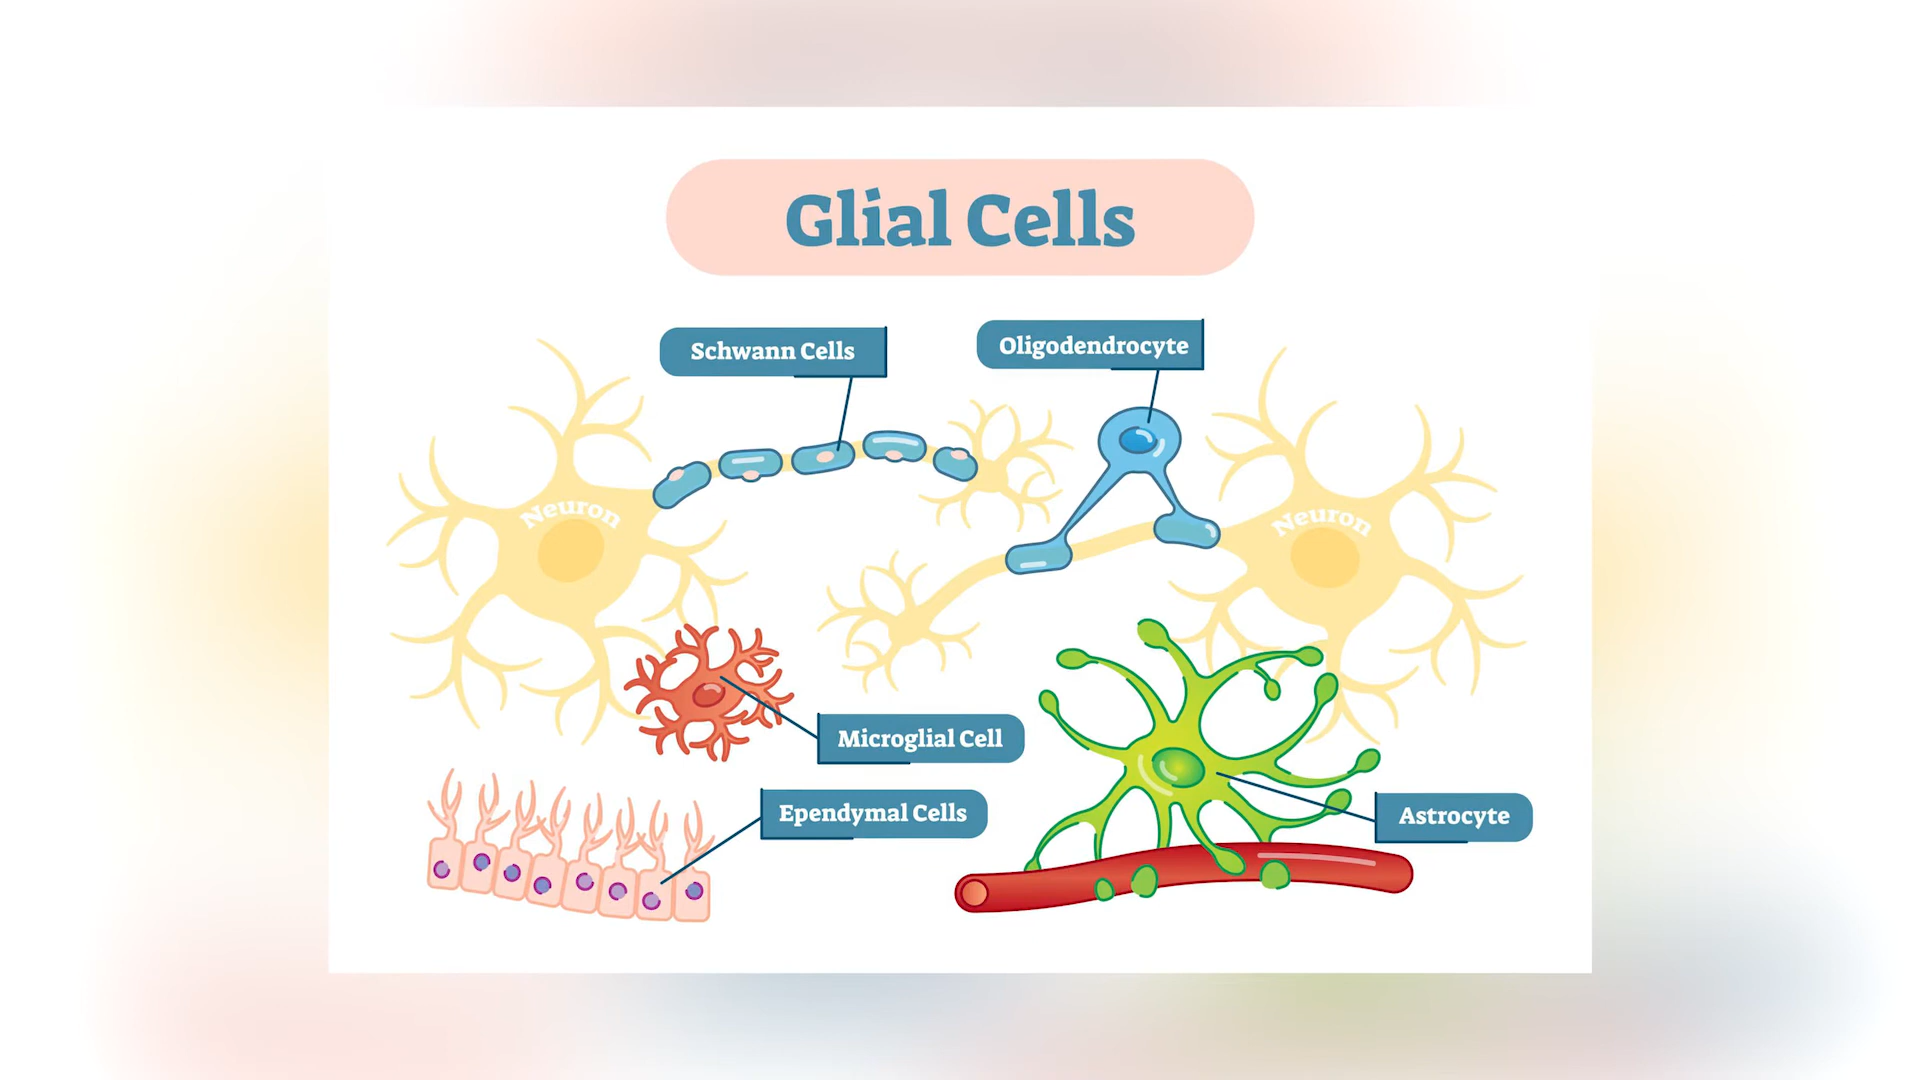 Glial Cells
Schwann Cells
Oligodendrocyte
Neuron
Neuron
Microglial Cell
Ependymal Cells
Astrocyte